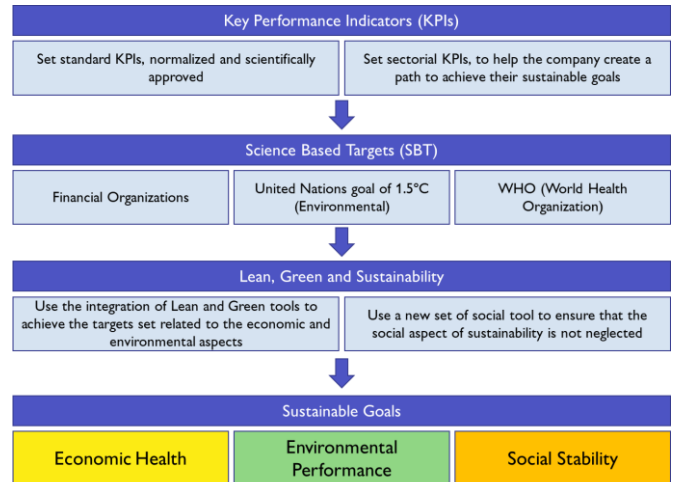 Key Performance Indicators (KPIs)
Set standard KPIs, normalized and scientifically
approved
Set sectorial KPIs, to help the company create a
path to achieve their sustainable goals
Science Based Targets (SBT)
Financial Organizations
United Nations goal of 1.5°C
(Environmental)
WHO (World Health
Organization)
Lean, Green and Sustainability
Use the integration of Lean and Green tools to
achieve the targets set related to the economic and
environmental aspects
Use a new set of social tool to ensure that the
social aspect of sustainability is not neglected
Sustainable Goals
Economic Health
Environmental
Performance
Social Stability